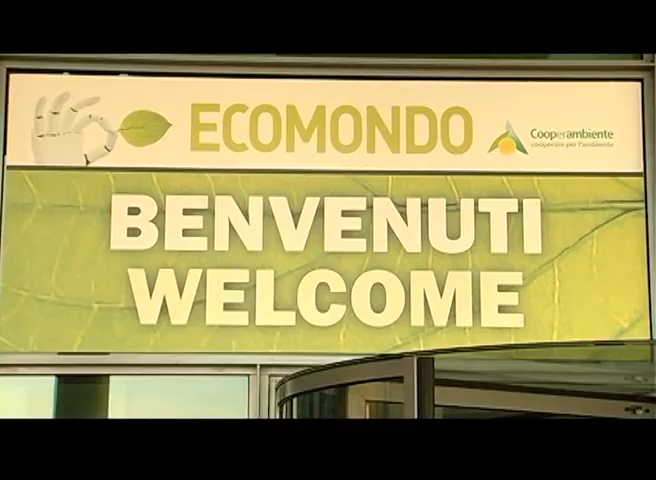 ECOMONDO
Cooperambiente
cooperare per l'ambiente
BENVENUTI
WELCOME